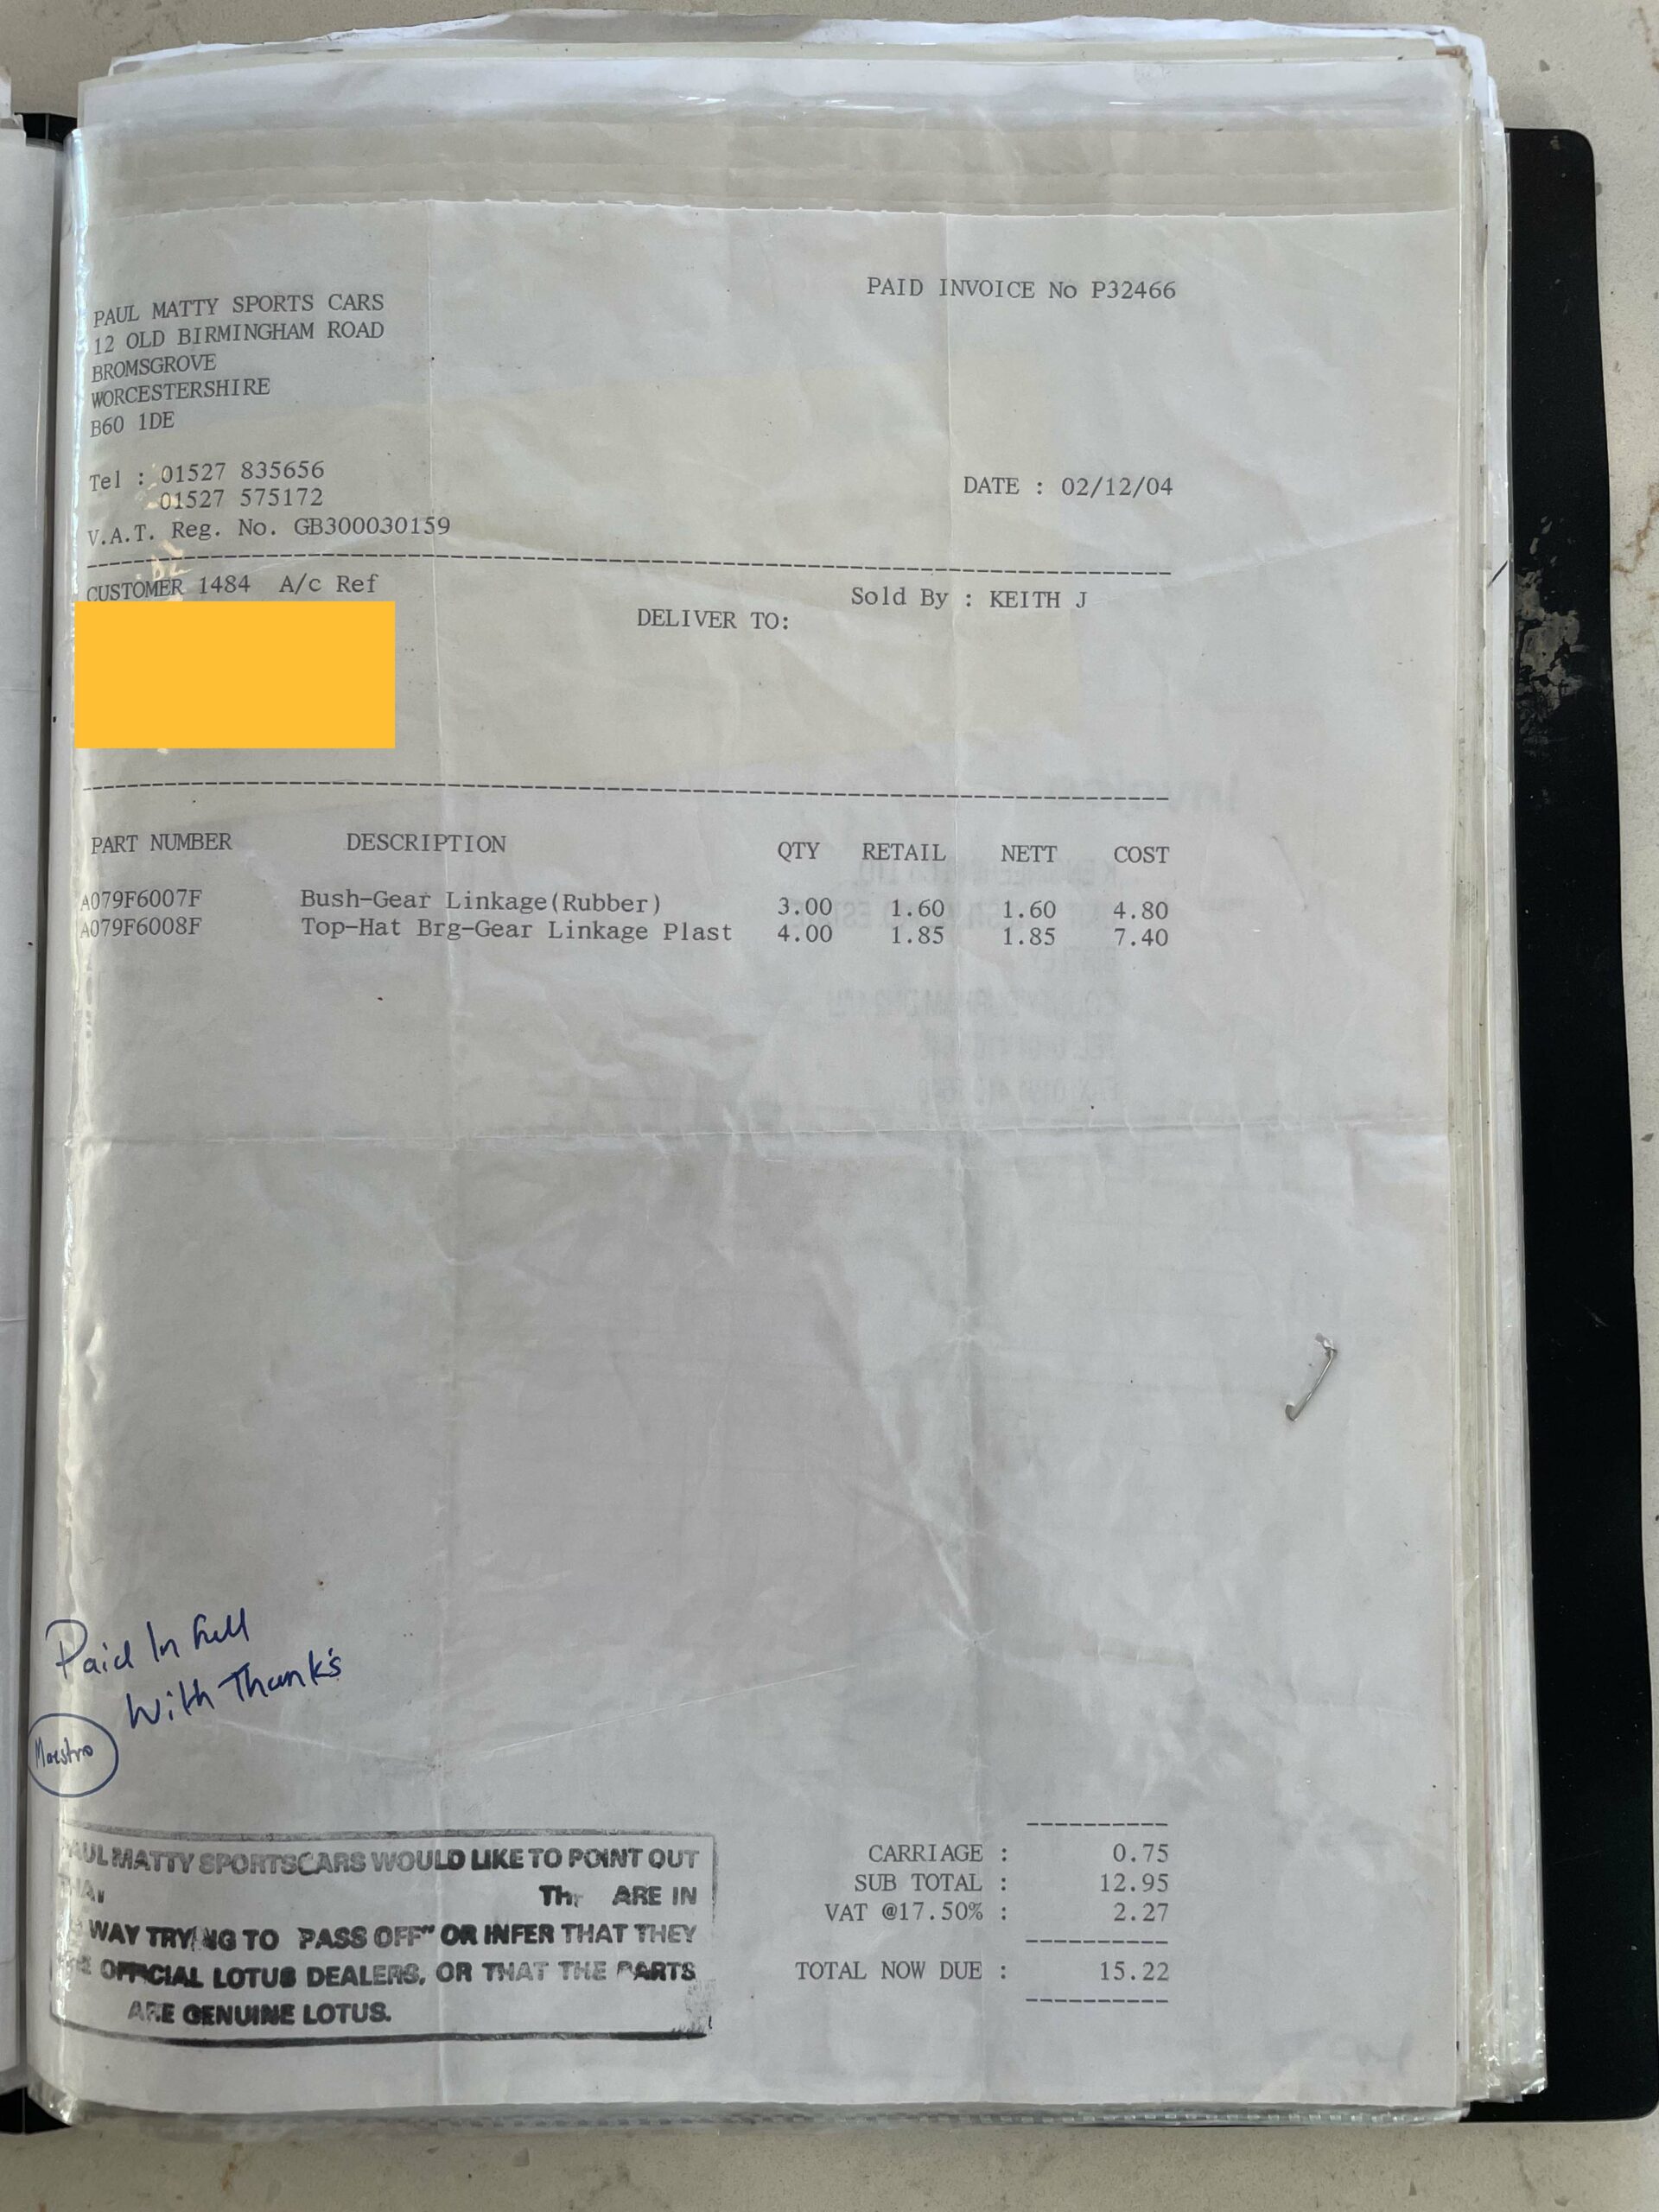 PAID INVOICE No P32466
PAUL MATTY SPORTS CARS
12 OLD BIRMINGHAM ROAD
BROMSGROVE
WORCESTERSHIRE
B60 1DE
Tel : 01527 835656
01527 575172
DATE : 02/12/04
V.A.T. Reg. No. GB300030159
CUSTOMER 1484 A/c Ref
Sold By : KEITH J
DELIVER TO:
PART NUMBER DESCRIPTION QTY RETAIL NETT COST
A079F6007F Bush-Gear Linkage(Rubber) 3.00 1.60 1.60 4.80
A079F6008F Top-Hat Brg-Gear Linkage Plast 4.00 1.85 1.85 7.40
Paid In Full
With Thanks
Maestro
PAUL MATTY SPORTSCARS WOULD LIKE TO POINT OUT
ARE IN
WAY TRYING TO PASS OFF" OR INFER THAT THEY
OFFICIAL LOTUS DEALERS, OR THAT THE PARTS
ARE GENUINE LOTUS.
CARRIAGE : 0.75
SUB TOTAL : 12.95
VAT @17.50% : 2.27
TOTAL NOW DUE : 15.22